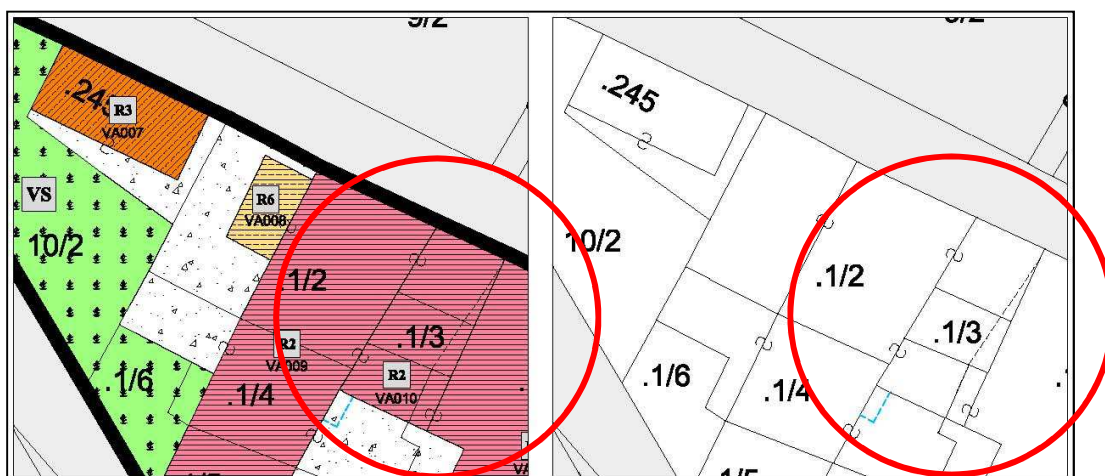 9/2
.245
R3
VA007
VS
R6
VA008
10/2
.1/2
.1/3
R2
VA009
R2
VA010
.1/6
.1/4
.245
10/2
.1/2
.1/3
.1/6
.1/4
.1/5